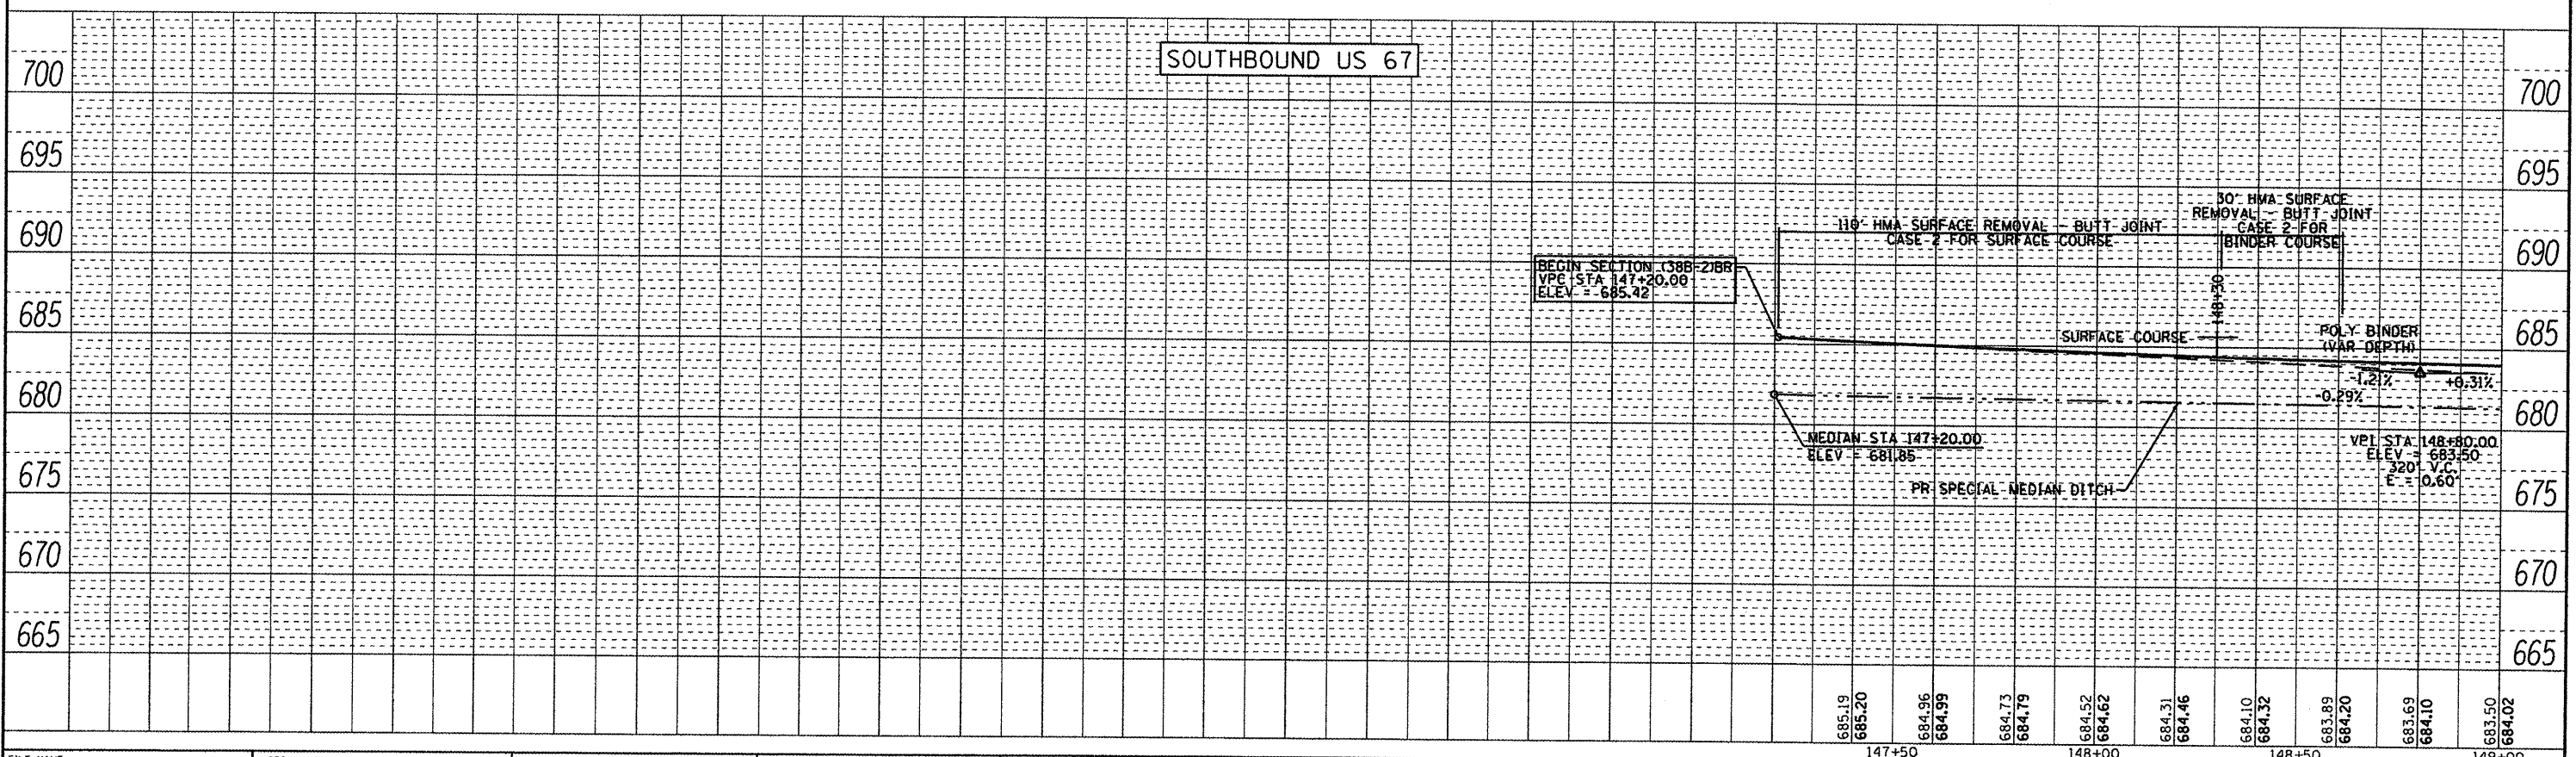 SOUTHBOUND US 67
700
700
695
695
30' HMA SURFACE
REMOVAL - BUTT JOINT
CASE 2 FOR
BINDER COURSE
110' HMA SURFACE REMOVAL - BUTT JOINT
CASE 2 FOR SURFACE COURSE
690
690
BEGIN SECTION (38B-2)BR
VPC STA 147+20.00
ELEV = 685.42
148+30
685
685
SURFACE COURSE
POLY BINDER
(VAR DEPTH)
-1.21%
+0.31%
-0.29%
680
680
MEDIAN STA 147+20.00
ELEV = 681.85
VPI STA 148+80.00
ELEV = 683.50
320' V.C.
E = 0.60'
PR SPECIAL MEDIAN DITCH
675
675
670
670
665
665
685.19
685.20
684.96
684.99
684.73
684.79
684.52
684.62
684.31
684.46
684.10
684.32
683.89
684.20
683.69
684.10
683.50
684.02
147+50
148+00
148+50
149+00